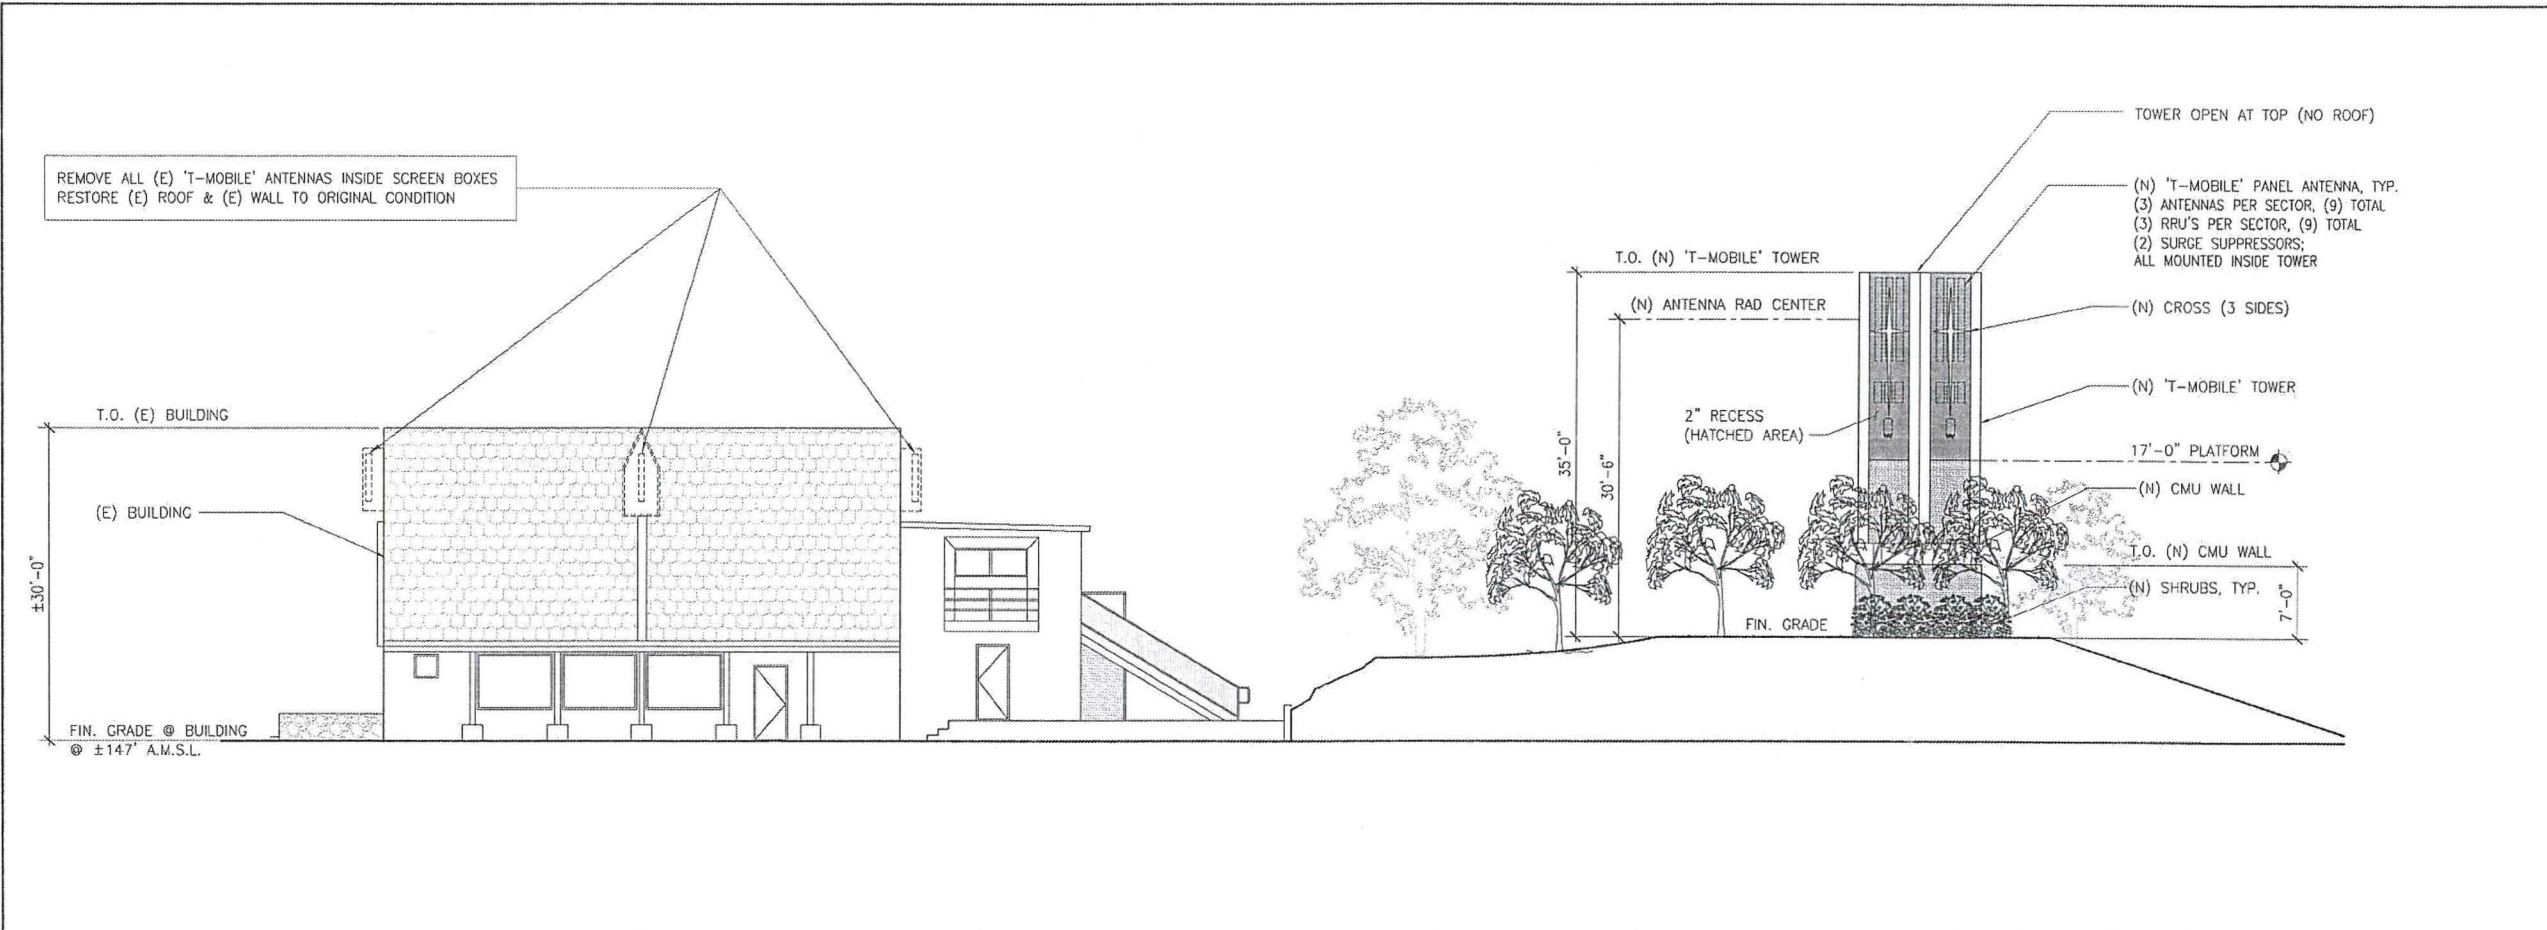 REMOVE ALL (E) 'T-MOBILE' ANTENNAS INSIDE SCREEN BOXES
RESTORE (E) ROOF & (E) WALL TO ORIGINAL CONDITION
T.O. (E) BUILDING
(E) BUILDING
±30'-0"
FIN. GRADE @ BUILDING
@ ±147' A.M.S.L.
TOWER OPEN AT TOP (NO ROOF)
(N) 'T-MOBILE' PANEL ANTENNA, TYP.
(3) ANTENNAS PER SECTOR, (9) TOTAL
(3) RRU'S PER SECTOR, (9) TOTAL
(2) SURGE SUPPRESSORS;
ALL MOUNTED INSIDE TOWER
T.O. (N) 'T-MOBILE' TOWER
(N) ANTENNA RAD CENTER
(N) CROSS (3 SIDES)
(N) 'T-MOBILE' TOWER
2" RECESS
(HATCHED AREA)
35'-0"
30'-6"
17'-0" PLATFORM
(N) CMU WALL
T.O. (N) CMU WALL
(N) SHRUBS, TYP.
7'-0"
FIN. GRADE